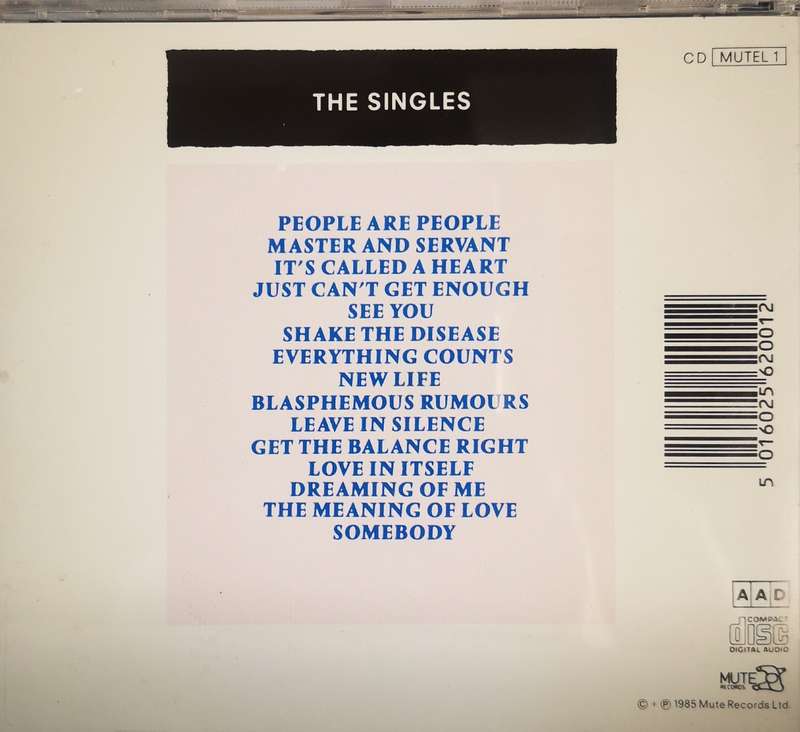 CD MUTEL 1
THE SINGLES
PEOPLE ARE PEOPLE
MASTER AND SERVANT
IT'S CALLED A HEART
JUST CAN'T GET ENOUGH
SEE YOU
SHAKE THE DISEASE
EVERYTHING COUNTS
NEW LIFE
BLASPHEMOUS RUMOURS
LEAVE IN SILENCE
GET THE BALANCE RIGHT
LOVE IN ITSELF
DREAMING OF ME
THE MEANING OF LOVE
SOMEBODY
5 016025 620012
AAD
COMPACT
disc
DIGITAL AUDIO
MUTE
RECORDS
© + ℗ 1985 Mute Records Ltd.